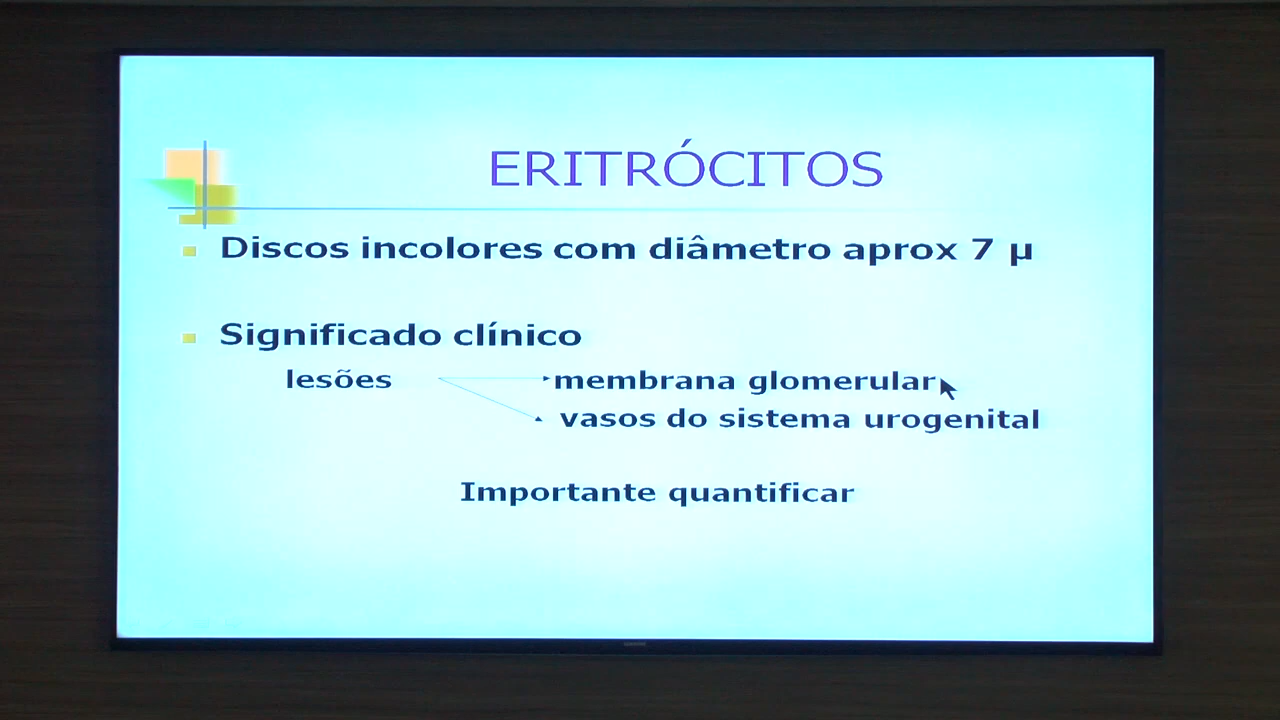 ERITRÓCITOS
Discos incolores com diâmetro aprox 7 µ
Significado clínico
lesões membrana glomerular
vasos do sistema urogenital
Importante quantificar